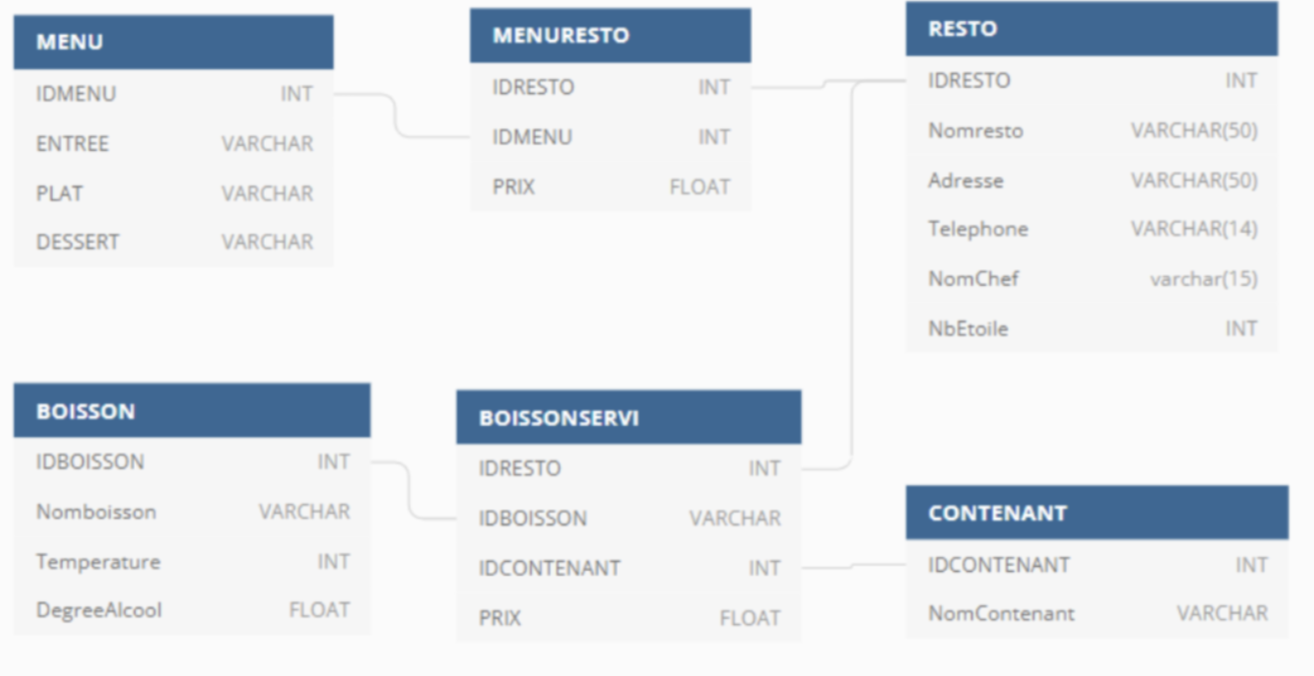 MENU
IDMENU INT
ENTREE VARCHAR
PLAT VARCHAR
DESSERT VARCHAR
MENURESTO
IDRESTO INT
IDMENU INT
PRIX FLOAT
RESTO
IDRESTO INT
Nomresto VARCHAR(50)
Adresse VARCHAR(50)
Telephone VARCHAR(14)
NomChef varchar(15)
NbEtoile INT
BOISSON
IDBOISSON INT
Nomboisson VARCHAR
Temperature INT
DegreeAlcool FLOAT
BOISSONSERVI
IDRESTO INT
IDBOISSON VARCHAR
IDCONTENANT INT
PRIX FLOAT
CONTENANT
IDCONTENANT INT
NomContenant VARCHAR